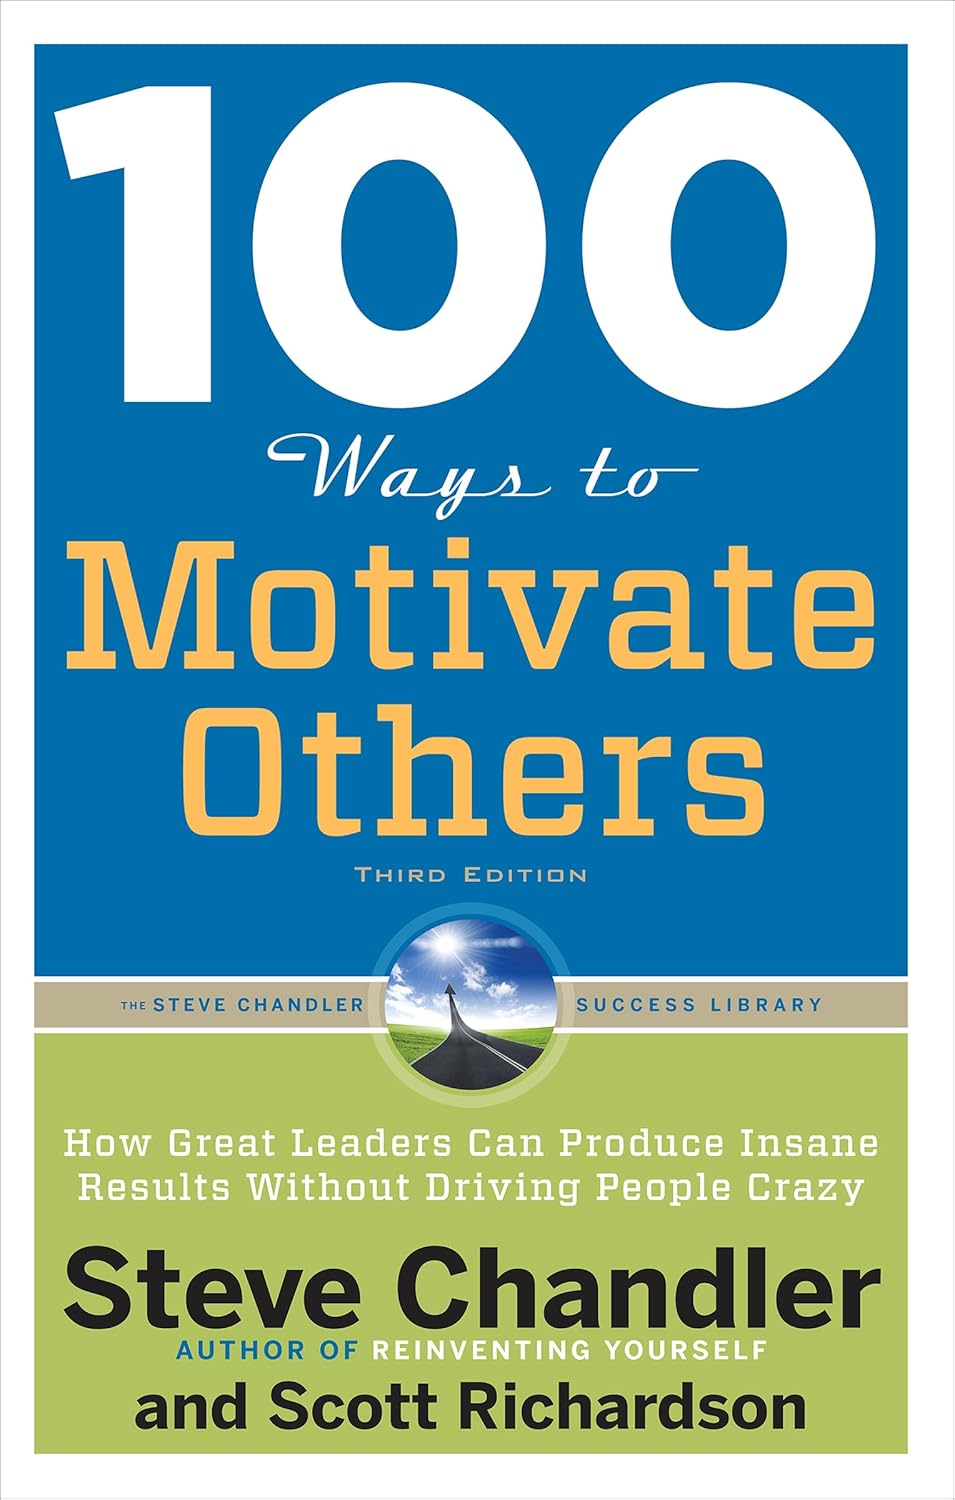 100
Ways to
Motivate
Others
THIRD EDITION
THE STEVE CHANDLER SUCCESS LIBRARY
How Great Leaders Can Produce Insane
Results Without Driving People Crazy
Steve Chandler
AUTHOR OF REINVENTING YOURSELF
and Scott Richardson